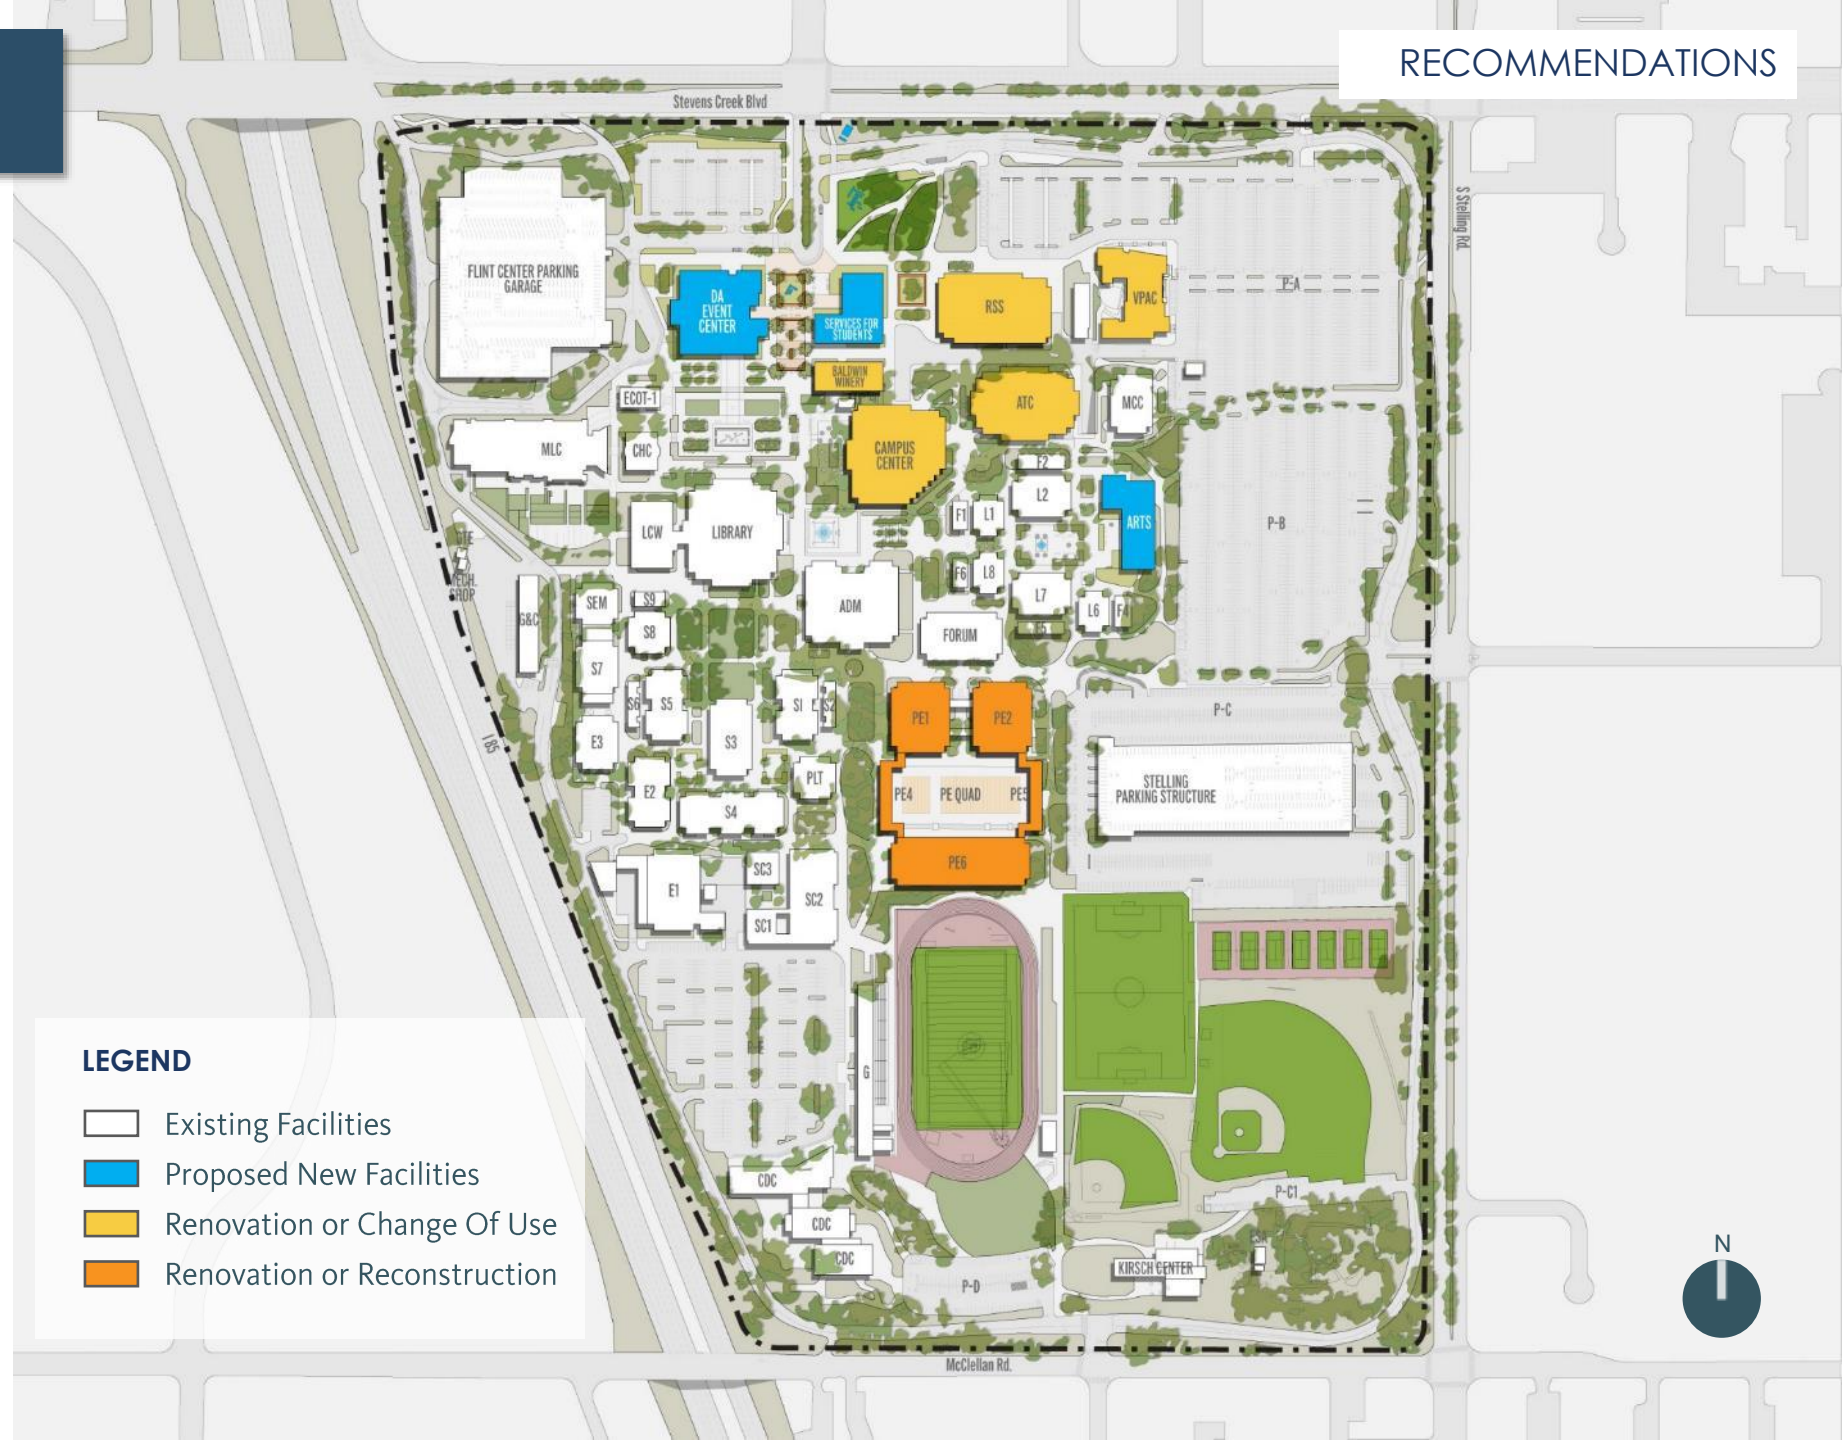 RECOMMENDATIONS
Stevens Creek Blvd
S Stelling Rd.
FLINT CENTER PARKING
GARAGE
DA
EVENT
CENTER
SERVICES FOR
STUDENTS
RSS
VPAC
P-A
BALDWIN
WINERY
ECOT-1
ATC
MCC
MLC
CHC
CAMPUS
CENTER
F2
L2
LCW
LIBRARY
F1
L1
ARTS
P-B
F6
L8
L7
L6
SEM
S9
S8
G&C
ADM
FORUM
S7
S6
S5
S1
S2
PE1
PE2
P-C
E3
S3
I 85
E2
PLT
S4
PE4
PE QUAD
PE5
STELLING
PARKING STRUCTURE
PE6
E1
SC3
SC2
SC1
G
CDC
CDC
CDC
P-C1
KIRSCH CENTER
P-D
McClellan Rd.
LEGEND
Existing Facilities
Proposed New Facilities
Renovation or Change Of Use
Renovation or Reconstruction
N